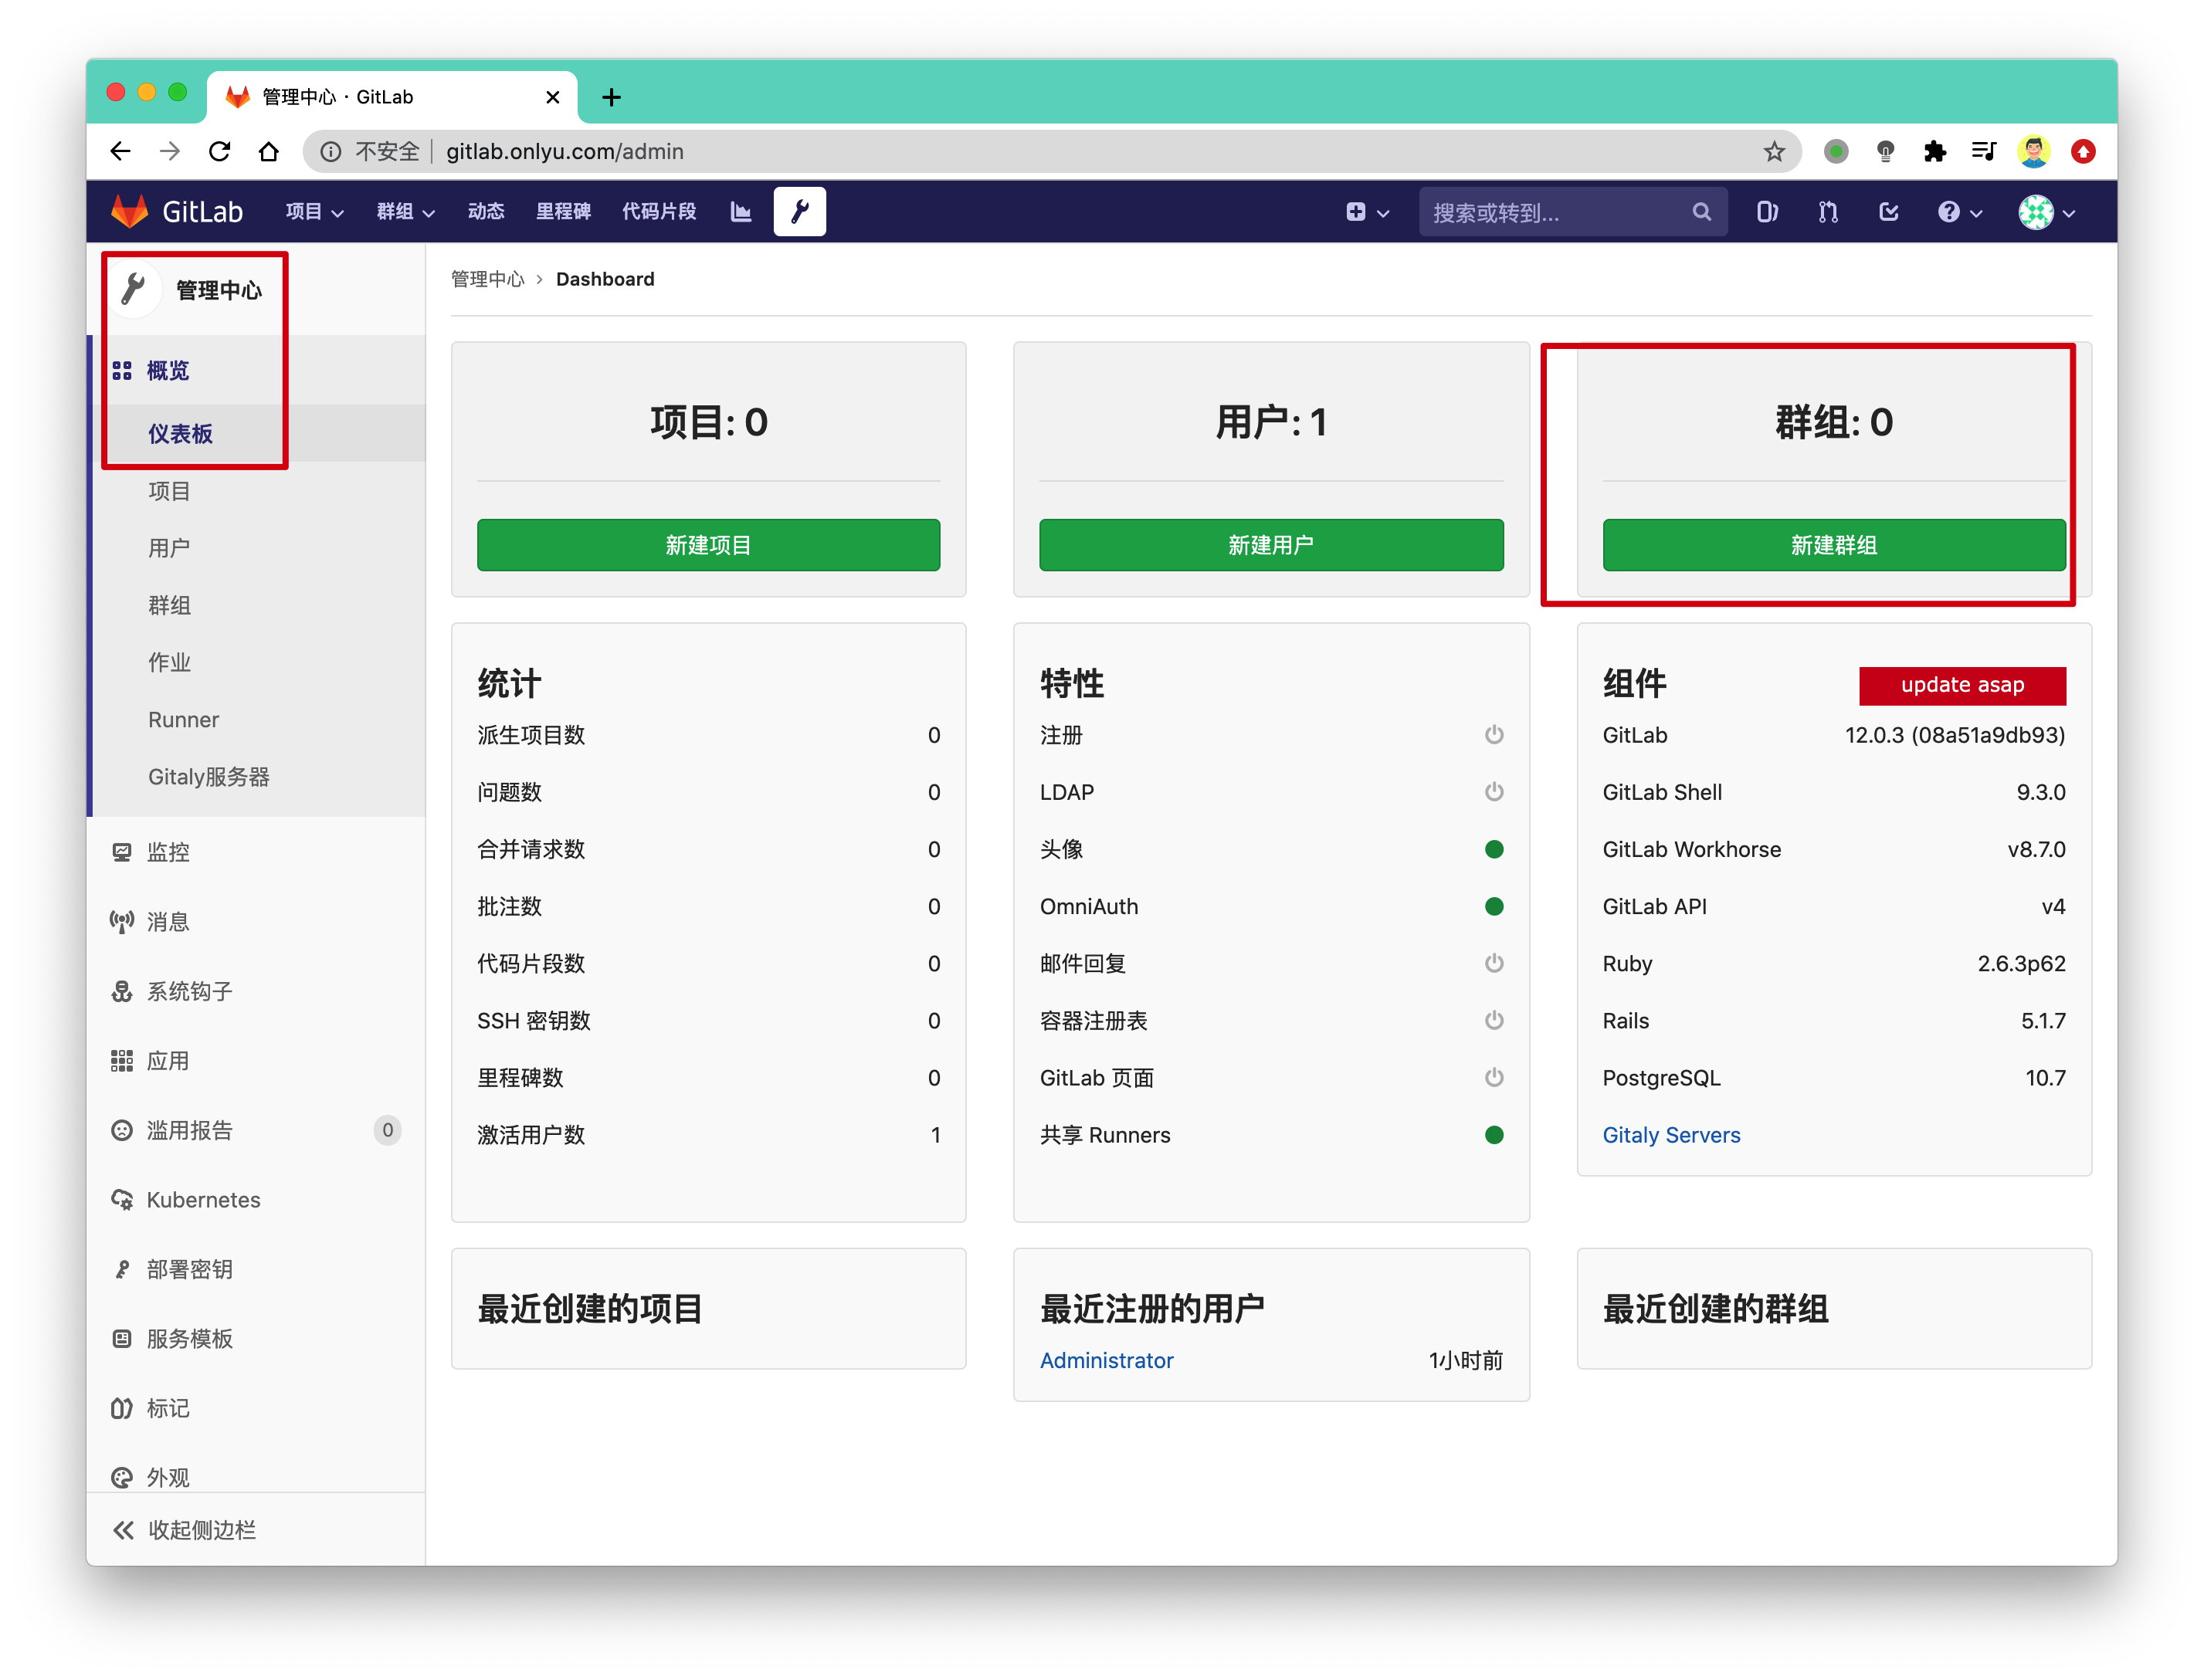 管理中心 · GitLab
不安全 gitlab.onlyu.com/admin
GitLab 项目 群组 动态 里程碑 代码片段 搜索或转到...
管理中心
概览
仪表板
项目
用户
群组
作业
Runner
Gitaly服务器
监控
消息
系统钩子
应用
滥用报告 0
Kubernetes
部署密钥
服务模板
标记
外观
收起侧边栏
管理中心 › Dashboard
项目: 0
新建项目
用户: 1
新建用户
群组: 0
新建群组
统计
派生项目数 0
问题数 0
合并请求数 0
批注数 0
代码片段数 0
SSH 密钥数 0
里程碑数 0
激活用户数 1
特性
注册
LDAP
头像
OmniAuth
邮件回复
容器注册表
GitLab 页面
共享 Runners
组件 update asap
GitLab 12.0.3 (08a51a9db93)
GitLab Shell 9.3.0
GitLab Workhorse v8.7.0
GitLab API v4
Ruby 2.6.3p62
Rails 5.1.7
PostgreSQL 10.7
Gitaly Servers
最近创建的项目
最近注册的用户
Administrator 1小时前
最近创建的群组